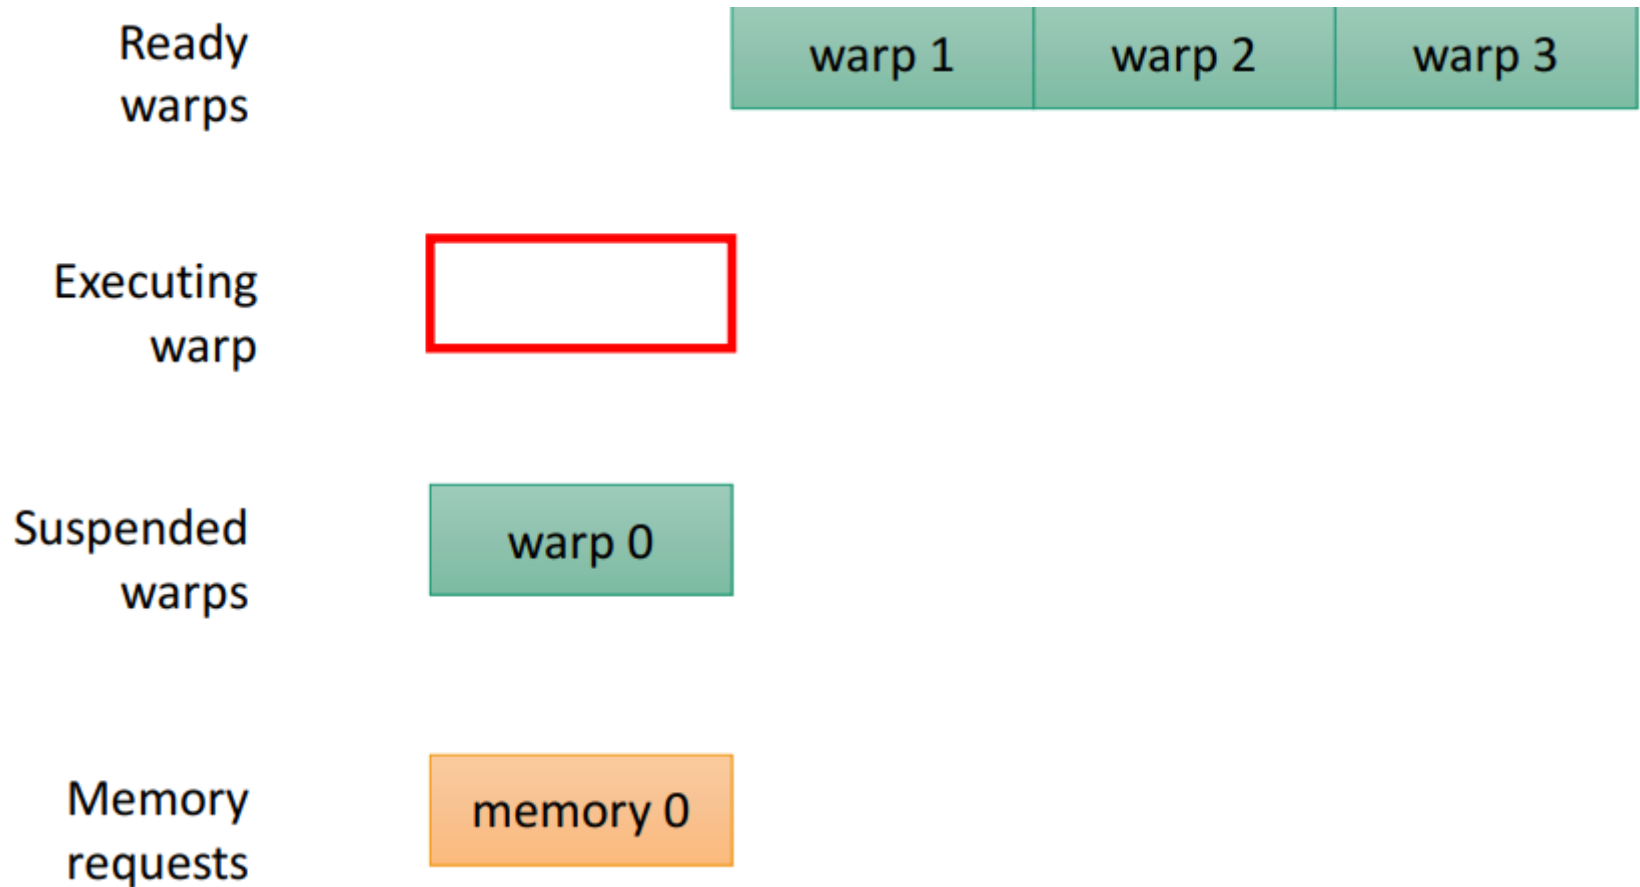 Ready
warps
warp 1
warp 2
warp 3
Executing
warp
Suspended
warps
warp 0
Memory
requests
memory 0